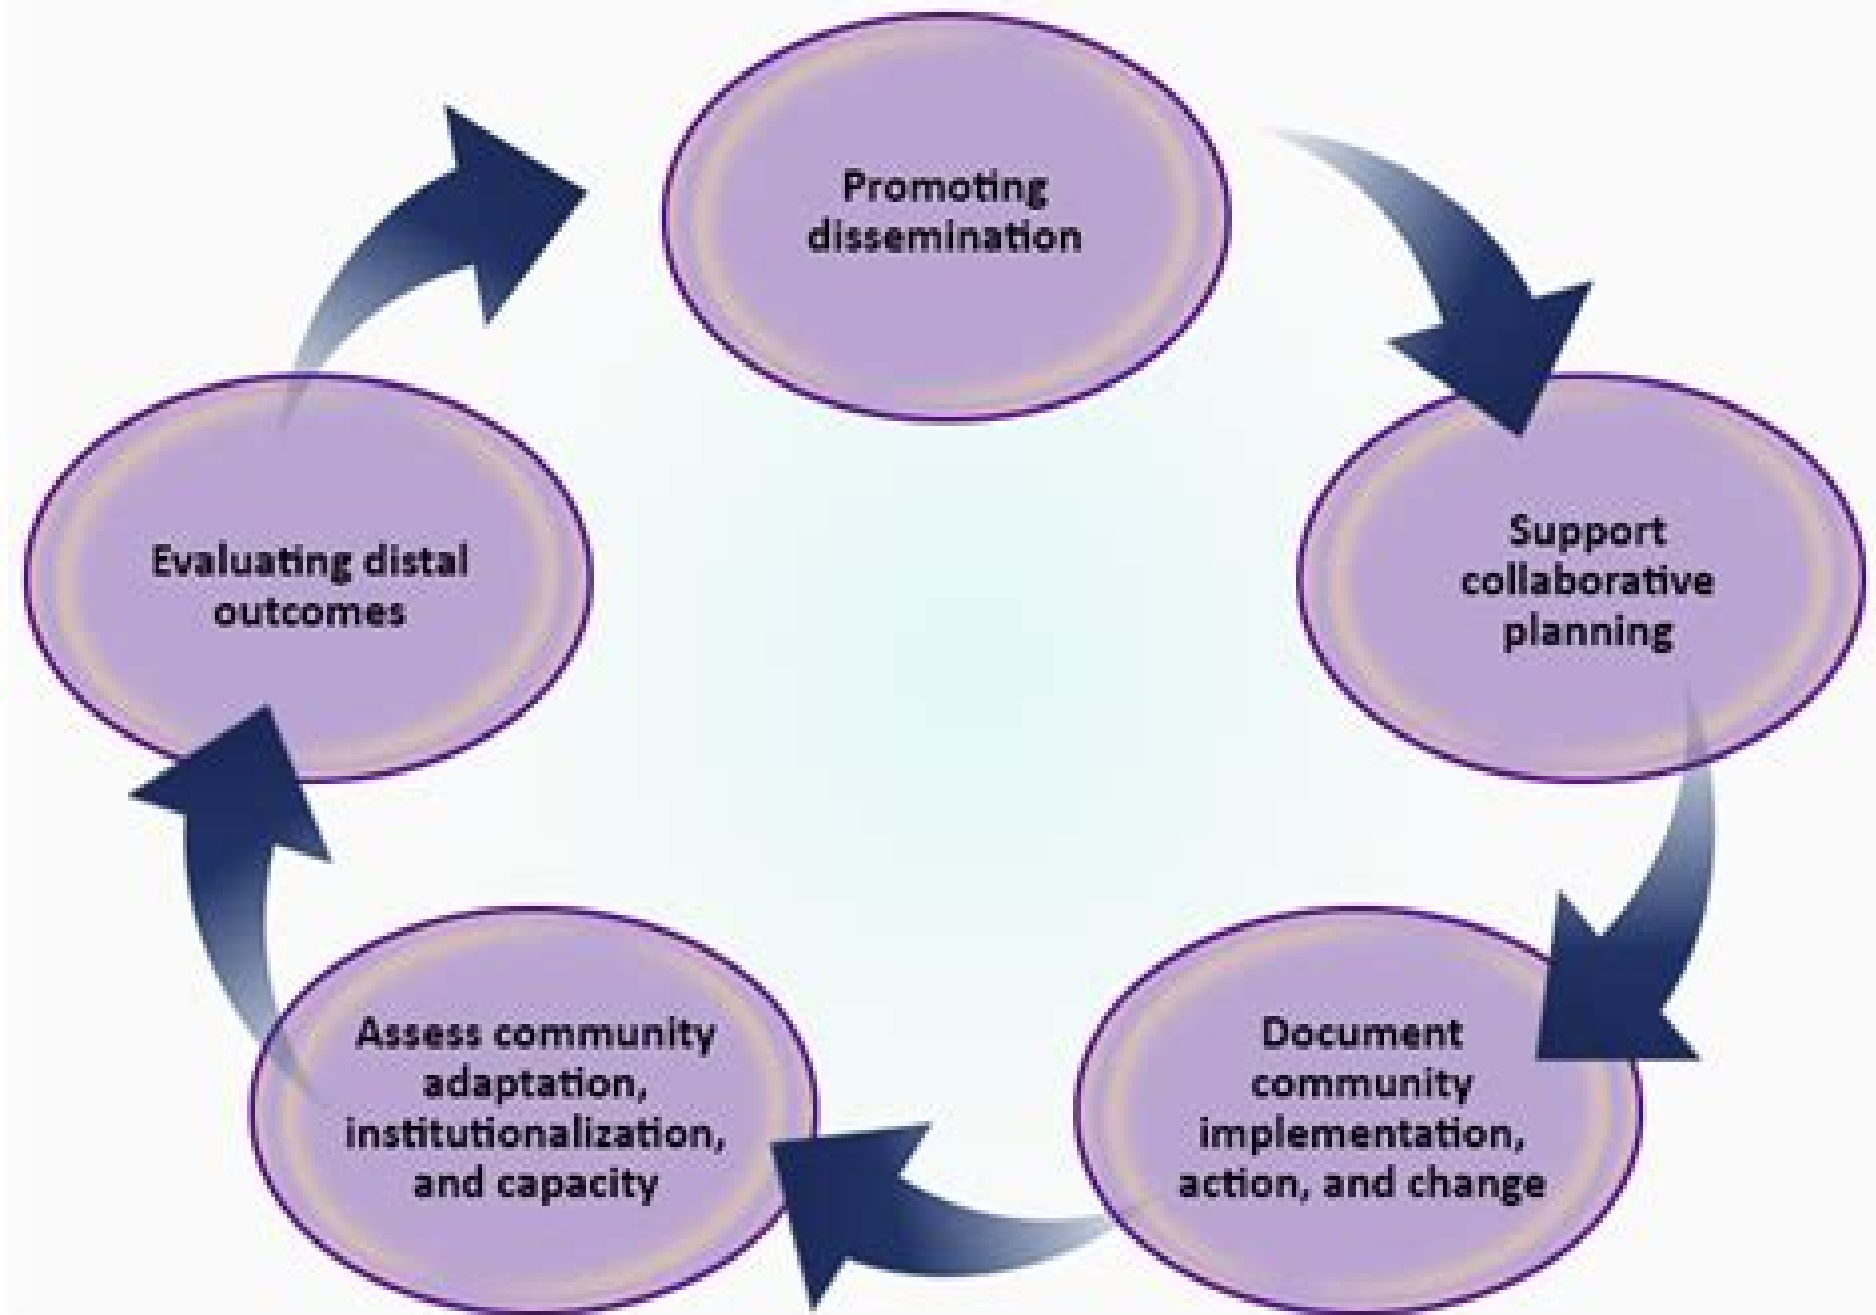 Promoting
dissemination
Support
collaborative
planning
Document
community
implementation,
action, and change
Assess community
adaptation,
institutionalization,
and capacity
Evaluating distal
outcomes